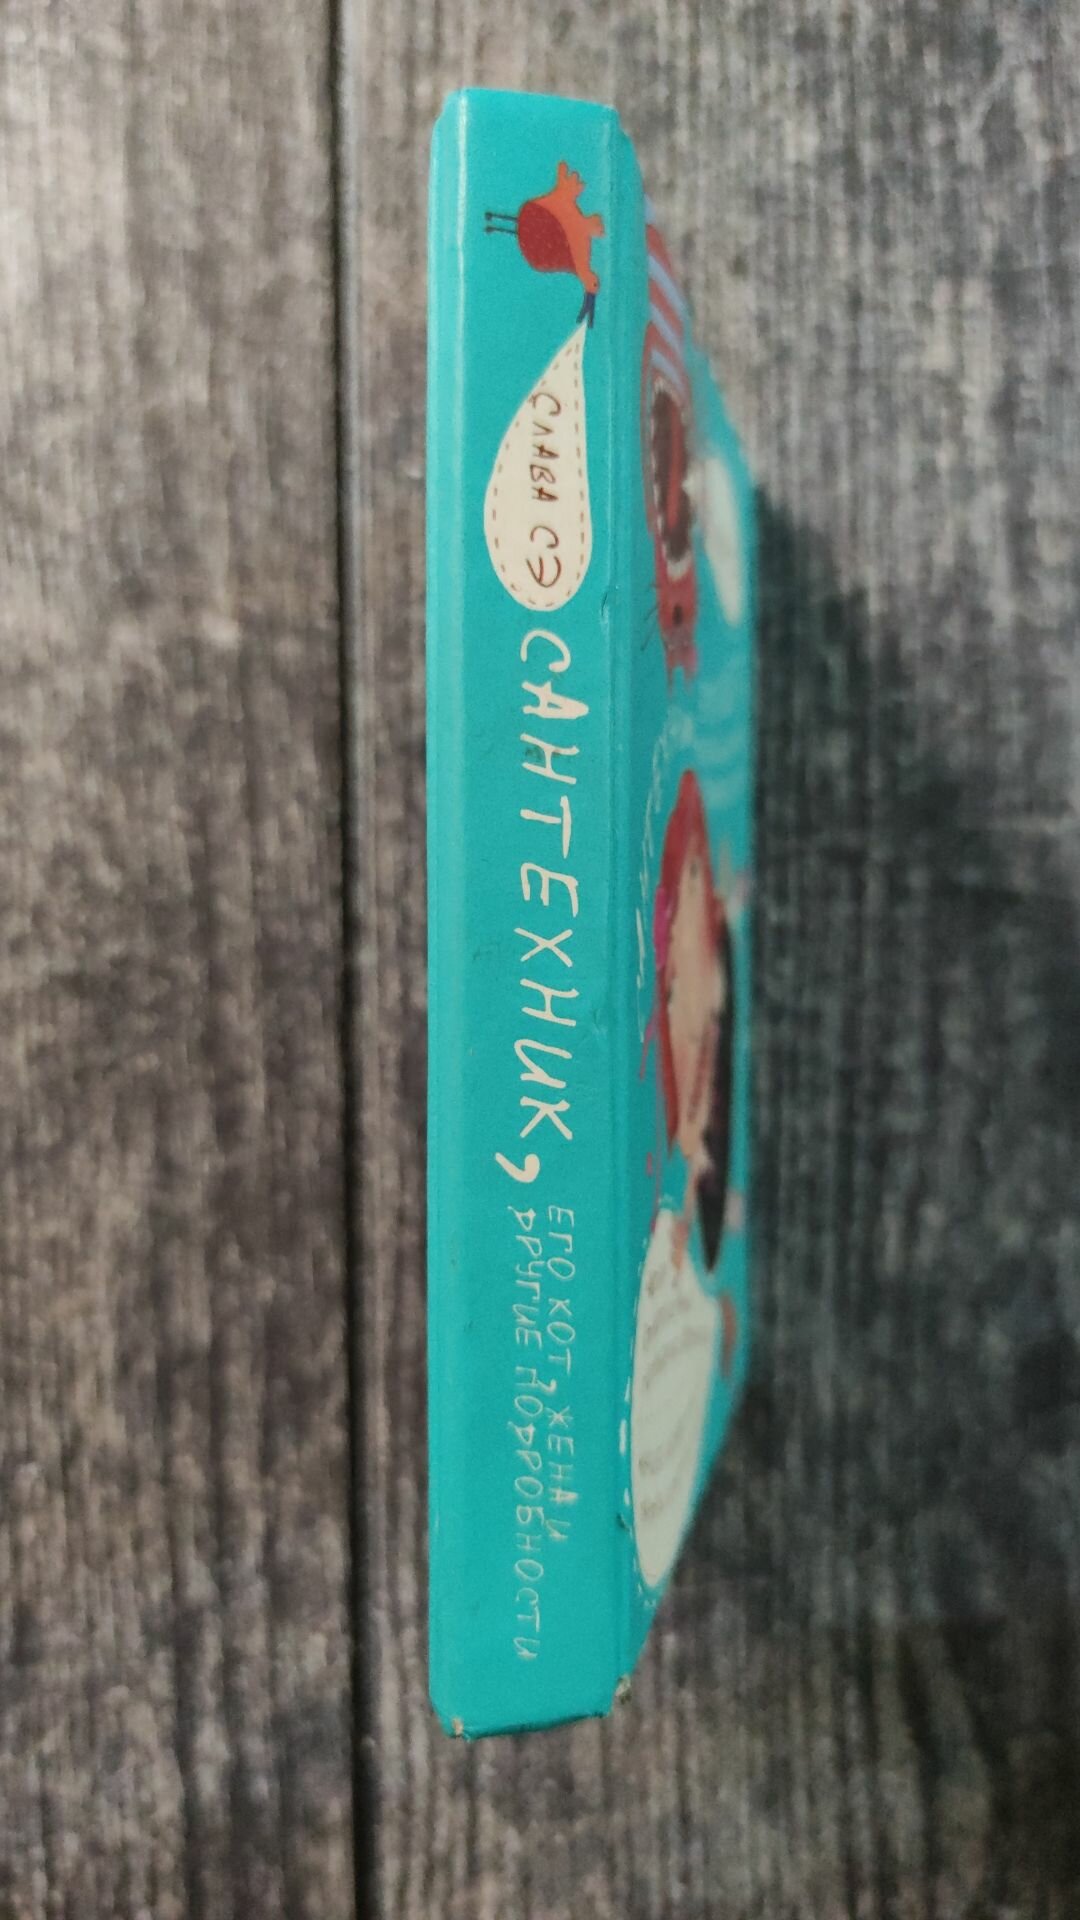 СЛАВА СЭ
САНТЕХНИК,
ЕГО КОТ, ЖЕНА И
ДРУГИЕ ПОДРОБНОСТИ